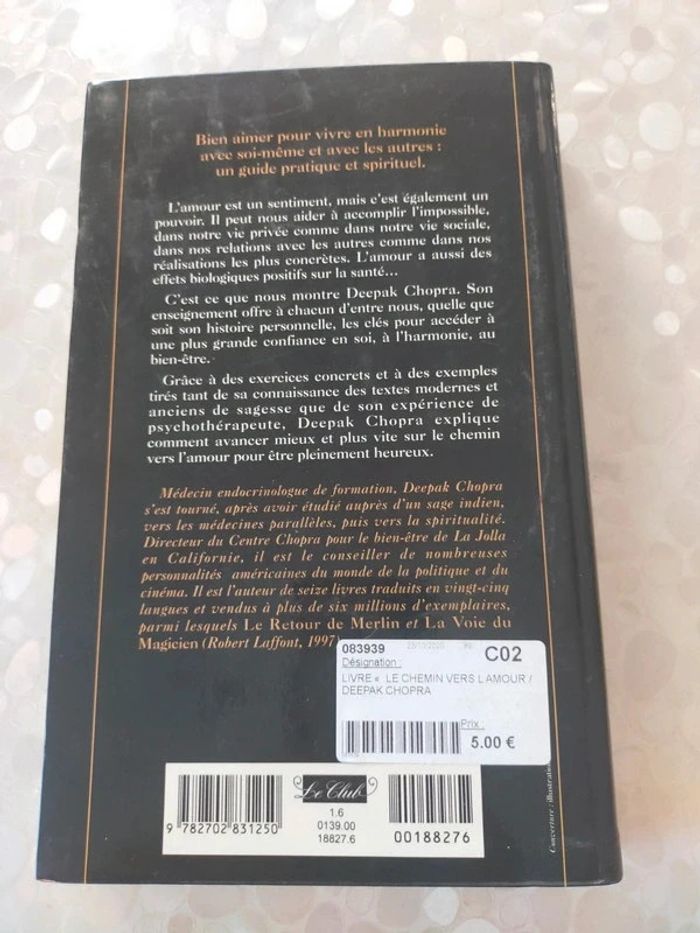 Bien aimer pour vivre en harmonie
avec soi-même et avec les autres :
un guide pratique et spirituel.
L'amour est un sentiment, mais c'est également un
pouvoir. Il peut nous aider à accomplir l'impossible,
dans notre vie privée comme dans notre vie sociale,
dans nos relations avec les autres comme dans nos
réalisations les plus concrètes. L'amour a aussi des
effets biologiques positifs sur la santé...
C'est ce que nous montre Deepak Chopra. Son
enseignement offre à chacun d'entre nous, quelle que
soit son histoire personnelle, les clés pour accéder à
une plus grande confiance en soi, à l'harmonie, au
bien-être.
Grâce à des exercices concrets et à des exemples
tirés tant de sa connaissance des textes modernes et
anciens de sagesse que de son expérience de
psychothérapeute, Deepak Chopra explique
comment avancer mieux et plus vite sur le chemin
vers l'amour pour être pleinement heureux.
Médecin endocrinologue de formation, Deepak Chopra
s'est tourné, après avoir étudié auprès d'un sage indien,
vers les médecines parallèles, puis vers la spiritualité.
Directeur du Centre Chopra pour le bien-être de La Jolla
en Californie, il est le conseiller de nombreuses
personnalités américaines du monde de la politique et du
cinéma. Il est l'auteur de seize livres traduits en vingt-cinq
langues et vendus à plus de six millions d'exemplaires,
parmi lesquels Le Retour de Merlin et La Voie du
Magicien (Robert Laffont, 1997)
083939 C02
Désignation :
LIVRE « LE CHEMIN VERS L AMOUR /
DEEPAK CHOPRA
Prix :
5.00 €
9 782702 831250
Le Club
1.6
0139.00
18827.6
00188276
Couverture : illustration